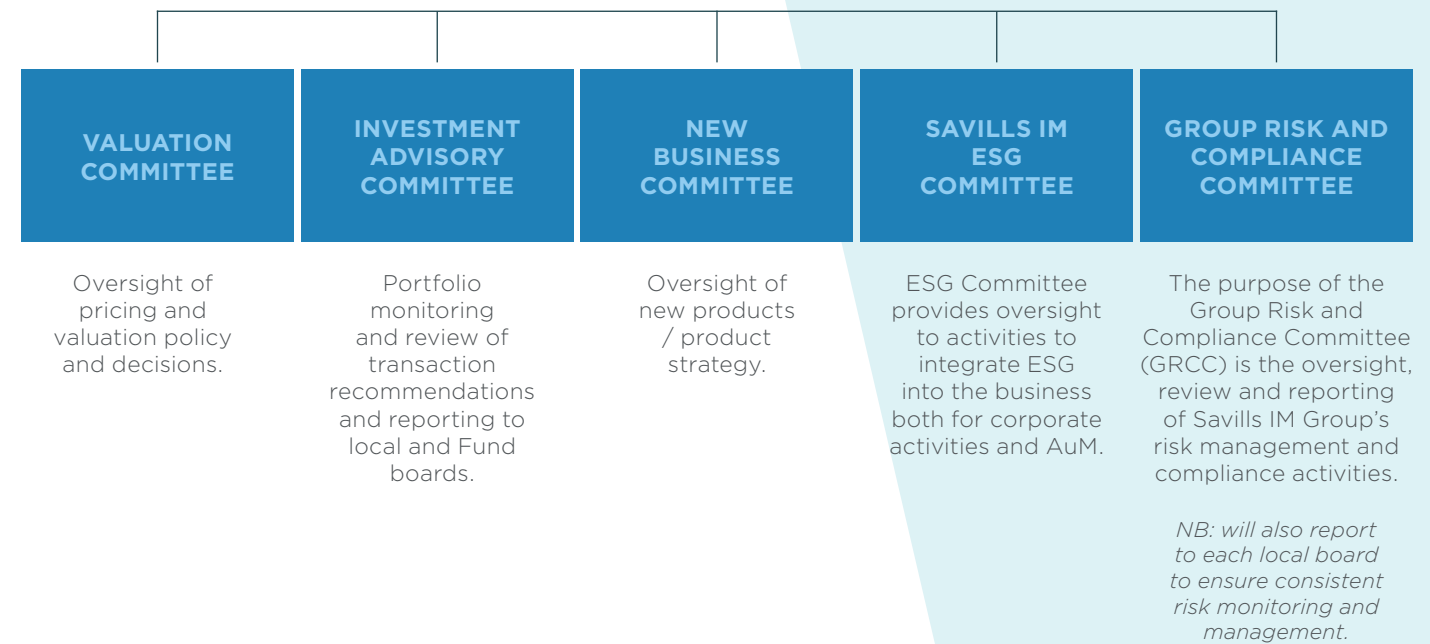 VALUATION
COMMITTEE
Oversight of
pricing and
valuation policy
and decisions.
INVESTMENT
ADVISORY
COMMITTEE
Portfolio
monitoring
and review of
transaction
recommendations
and reporting to
local and Fund
boards.
NEW
BUSINESS
COMMITTEE
Oversight of
new products
/ product
strategy.
SAVILLS IM
ESG
COMMITTEE
ESG Committee
provides oversight
to activities to
integrate ESG
into the business
both for corporate
activities and AuM.
GROUP RISK AND
COMPLIANCE
COMMITTEE
The purpose of the
Group Risk and
Compliance Committee
(GRCC) is the oversight,
review and reporting
of Savills IM Group’s
risk management and
compliance activities.
NB: will also report
to each local board
to ensure consistent
risk monitoring and
management.